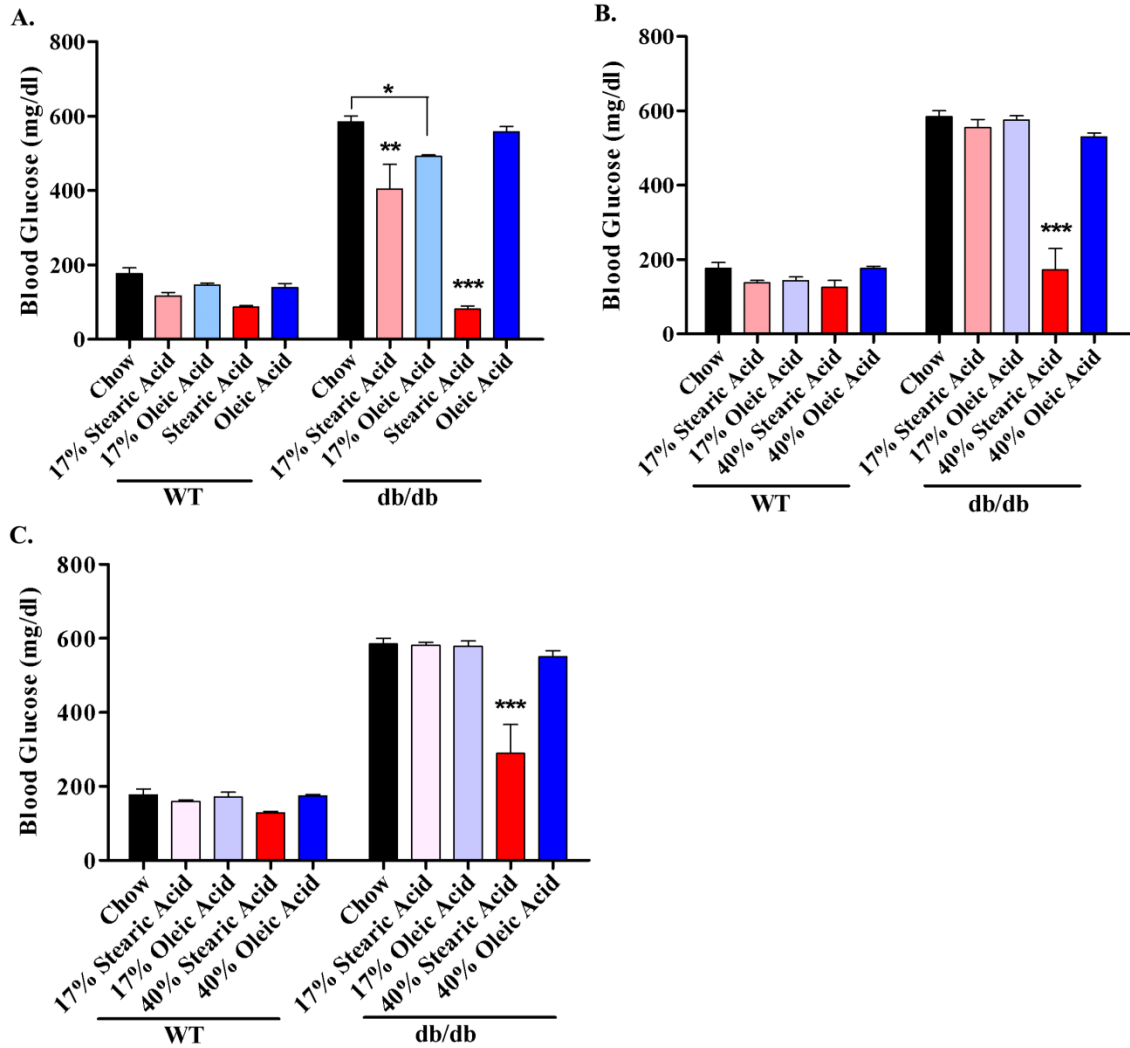 A.
Blood Glucose (mg/dl)
800
600
400
200
0
*
**
***
Chow
17% Stearic Acid
17% Oleic Acid
Stearic Acid
Oleic Acid
Chow
17% Stearic Acid
17% Oleic Acid
Stearic Acid
Oleic Acid
WT
db/db
B.
Blood Glucose (mg/dl)
800
600
400
200
0
***
Chow
17% Stearic Acid
17% Oleic Acid
40% Stearic Acid
40% Oleic Acid
Chow
17% Stearic Acid
17% Oleic Acid
40% Stearic Acid
40% Oleic Acid
WT
db/db
C.
Blood Glucose (mg/dl)
800
600
400
200
0
***
Chow
17% Stearic Acid
17% Oleic Acid
40% Stearic Acid
40% Oleic Acid
Chow
17% Stearic Acid
17% Oleic Acid
40% Stearic Acid
40% Oleic Acid
WT
db/db